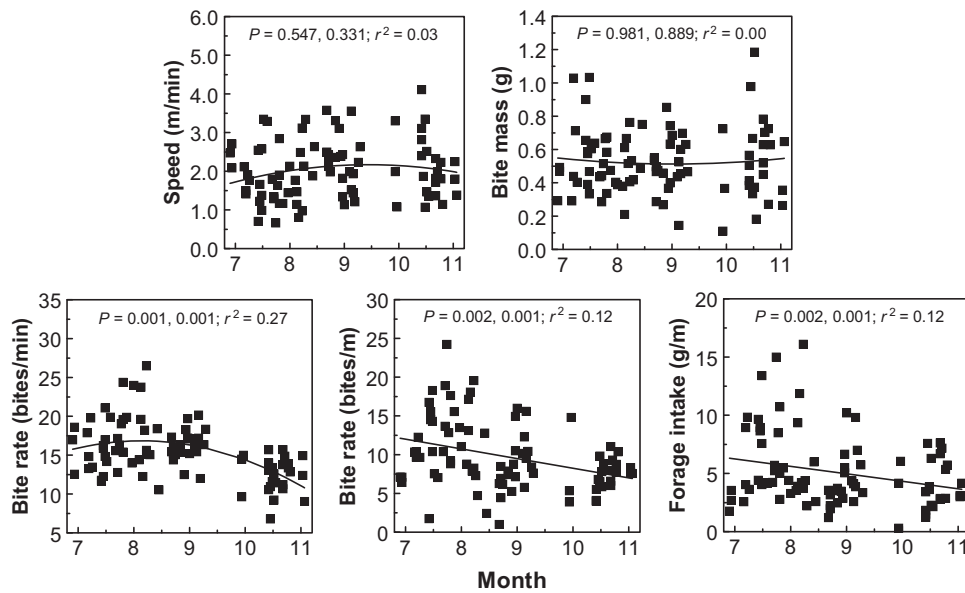 P = 0.547, 0.331; r² = 0.03
Speed (m/min)
6.0
5.0
4.0
3.0
2.0
1.0
0.0
7 8 9 10 11
P = 0.981, 0.889; r² = 0.00
Bite mass (g)
1.4
1.2
1.0
0.8
0.6
0.4
0.2
0.0
7 8 9 10 11
P = 0.001, 0.001; r² = 0.27
Bite rate (bites/min)
35
30
25
20
15
10
5
7 8 9 10 11
P = 0.002, 0.001; r² = 0.12
Bite rate (bites/m)
30
25
20
15
10
5
0
7 8 9 10 11
P = 0.002, 0.001; r² = 0.12
Forage intake (g/m)
20
15
10
5
0
7 8 9 10 11
Month